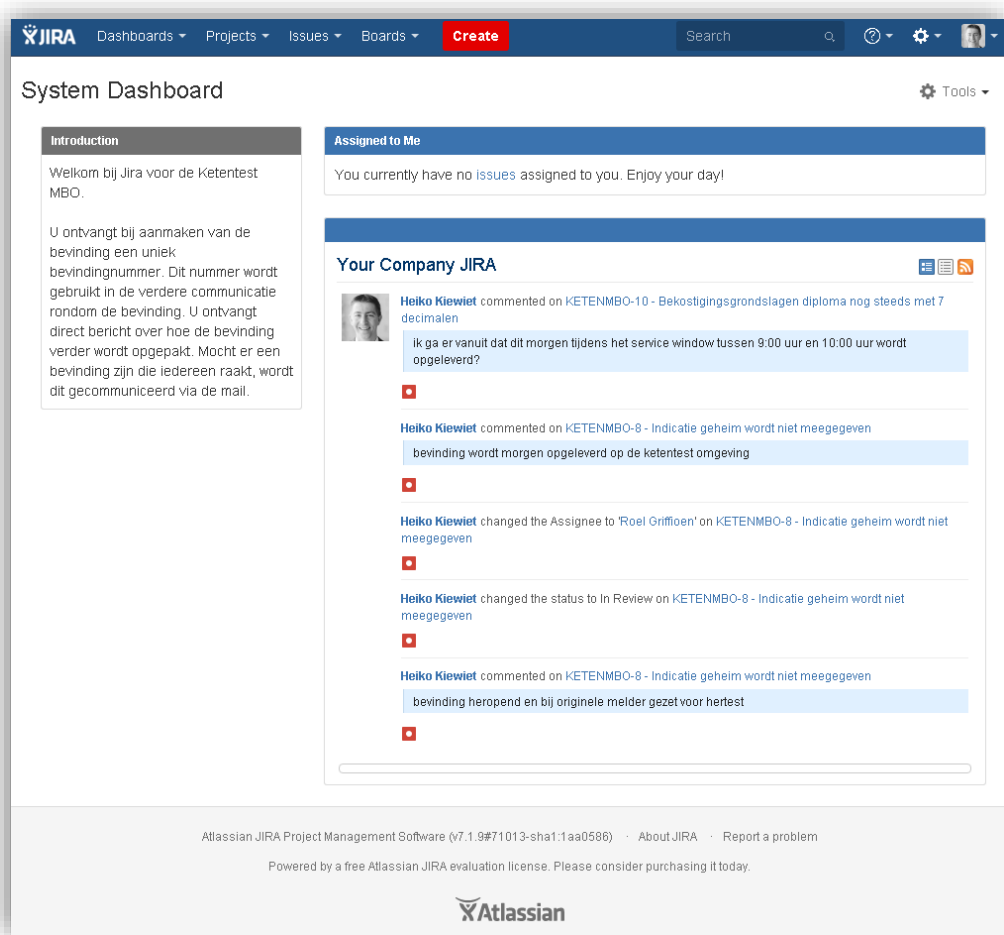 JIRA Dashboards Projects Issues Boards Create Search
System Dashboard
Tools
Introduction
Welkom bij Jira voor de Ketentest
MBO.
U ontvangt bij aanmaken van de
bevinding een uniek
bevindingnummer. Dit nummer wordt
gebruikt in de verdere communicatie
rondom de bevinding. U ontvangt
direct bericht over hoe de bevinding
verder wordt opgepakt. Mocht er een
bevinding zijn die iedereen raakt, wordt
dit gecommuniceerd via de mail.
Assigned to Me
You currently have no issues assigned to you. Enjoy your day!
Your Company JIRA
Heiko Kiewiet commented on KETENMBO-10 - Bekostigingsgrondslagen diploma nog steeds met 7
decimalen
ik ga er vanuit dat dit morgen tijdens het service window tussen 9:00 uur en 10:00 uur wordt
opgeleverd?
Heiko Kiewiet commented on KETENMBO-8 - Indicatie geheim wordt niet meegegeven
bevinding wordt morgen opgeleverd op de ketentest omgeving
Heiko Kiewiet changed the Assignee to 'Roel Griffioen' on KETENMBO-8 - Indicatie geheim wordt niet
meegegeven
Heiko Kiewiet changed the status to In Review on KETENMBO-8 - Indicatie geheim wordt niet
meegegeven
Heiko Kiewiet commented on KETENMBO-8 - Indicatie geheim wordt niet meegegeven
bevinding heropend en bij originele melder gezet voor hertest
Atlassian JIRA Project Management Software (v7.1.9#71013-sha1:1aa0586) · About JIRA · Report a problem
Powered by a free Atlassian JIRA evaluation license. Please consider purchasing it today.
Atlassian